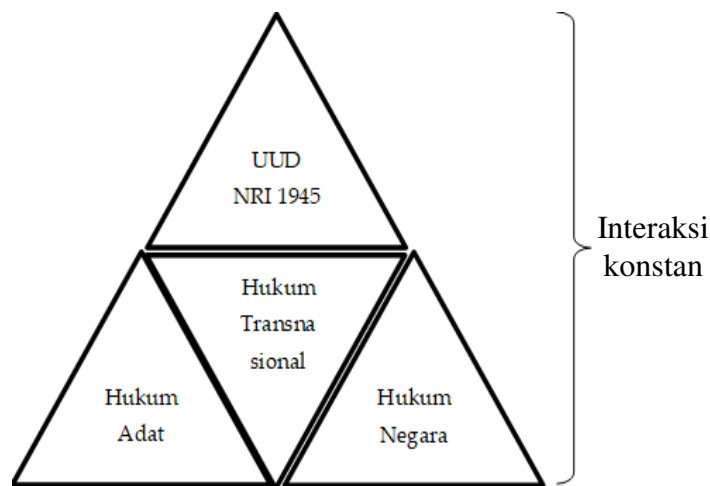 UUD
NRI 1945
Hukum
Transna
sional
Hukum
Adat
Hukum
Negara
Interaksi
konstan